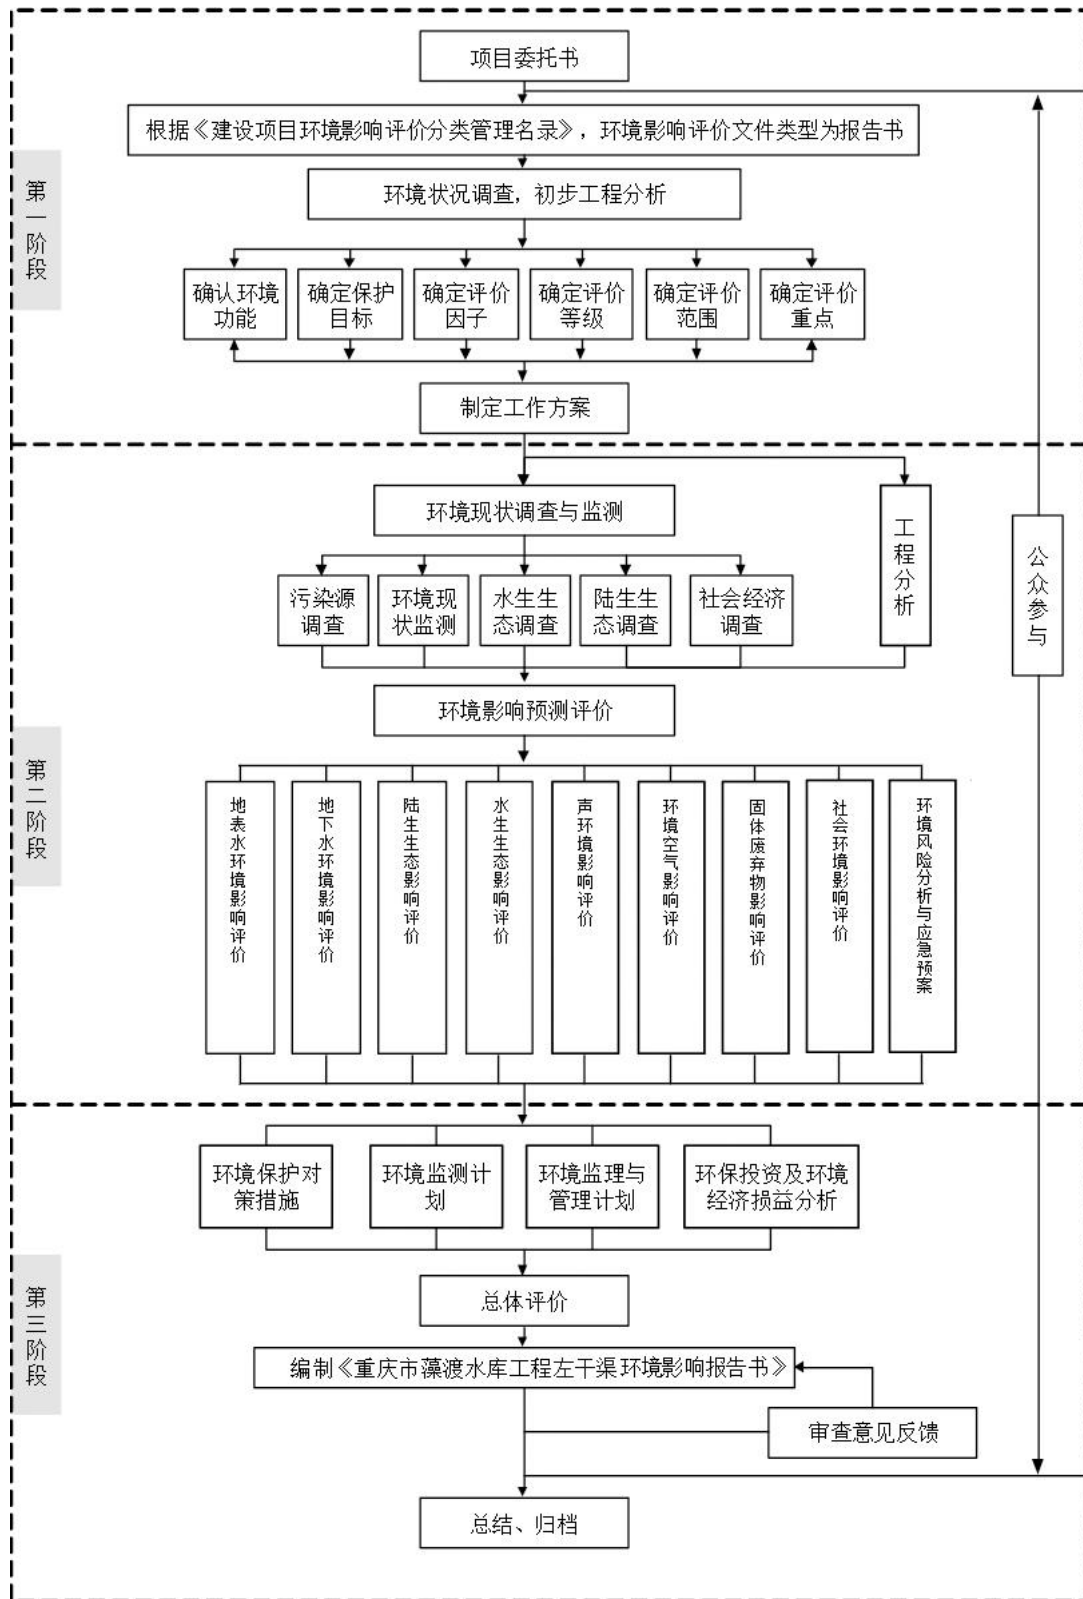 项目委托书
根据《建设项目环境影响评价分类管理名录》，环境影响评价文件类型为报告书
第一阶段
环境状况调查，初步工程分析
确认环境
功能
确定保护
目标
确定评价
因子
确定评价
等级
确定评价
范围
确定评价
重点
制定工作方案
环境现状调查与监测
工程分析
公众参与
污染源
调查
环境现
状监测
水生生
态调查
陆生生
态调查
社会经济
调查
环境影响预测评价
第二阶段
地表水环境影响评价
地下水环境影响评价
陆生生态影响评价
水生生态影响评价
声环境影响评价
环境空气影响评价
固体废弃物影响评价
社会环境影响评价
环境风险分析与应急预案
环境保护对
策措施
环境监测计
划
环境监理与
管理计划
环保投资及环境
经济损益分析
第三阶段
总体评价
编制《重庆市藻渡水库工程左干渠环境影响报告书》
审查意见反馈
总结、归档